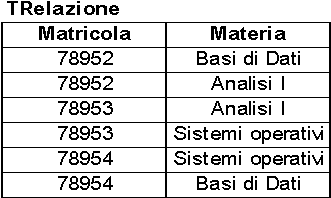 TRelazione
Matricola Materia
78952 Basi di Dati
78952 Analisi I
78953 Analisi I
78953 Sistemi operativi
78954 Sistemi operativi
78954 Basi di Dati